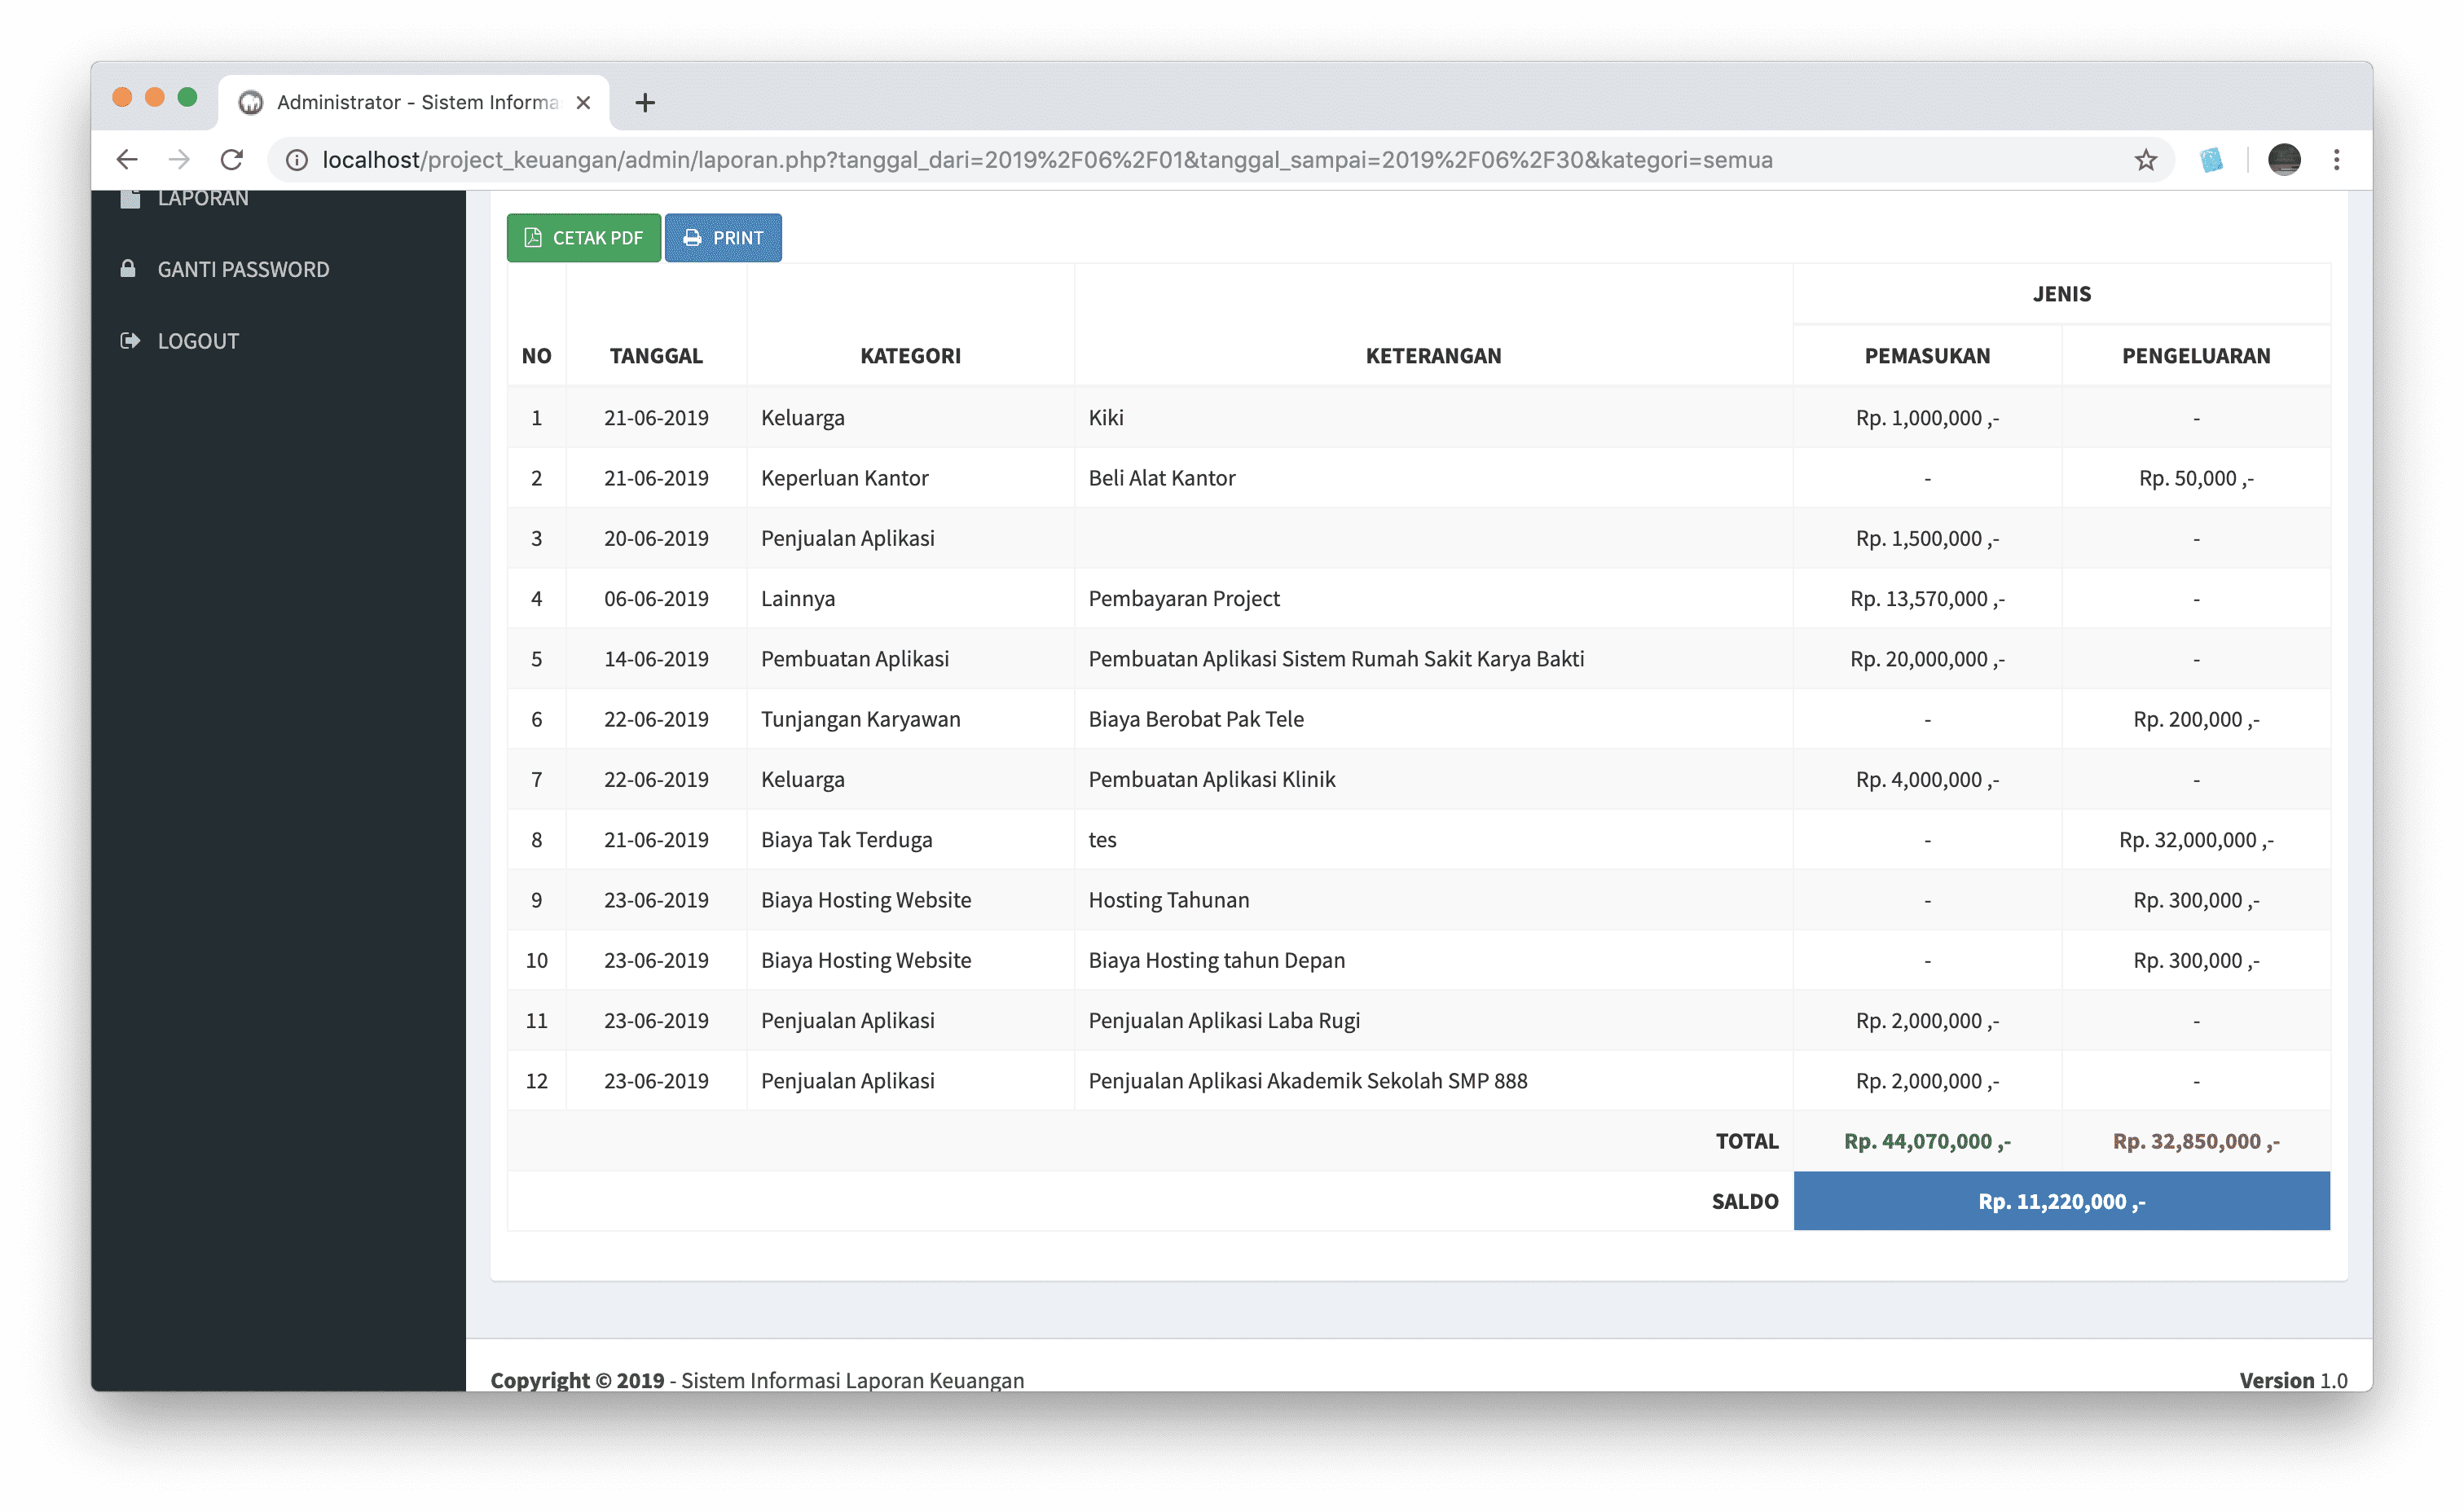 Administrator - Sistem Informa
localhost/project_keuangan/admin/laporan.php?tanggal_dari=2019%2F06%2F01&tanggal_sampai=2019%2F06%2F30&kategori=semua
LAPORAN
GANTI PASSWORD
LOGOUT
CETAK PDF PRINT
JENIS
NO TANGGAL KATEGORI KETERANGAN PEMASUKAN PENGELUARAN
1 21-06-2019 Keluarga Kiki Rp. 1,000,000 ,- -
2 21-06-2019 Keperluan Kantor Beli Alat Kantor - Rp. 50,000 ,-
3 20-06-2019 Penjualan Aplikasi Rp. 1,500,000 ,- -
4 06-06-2019 Lainnya Pembayaran Project Rp. 13,570,000 ,- -
5 14-06-2019 Pembuatan Aplikasi Pembuatan Aplikasi Sistem Rumah Sakit Karya Bakti Rp. 20,000,000 ,- -
6 22-06-2019 Tunjangan Karyawan Biaya Berobat Pak Tele - Rp. 200,000 ,-
7 22-06-2019 Keluarga Pembuatan Aplikasi Klinik Rp. 4,000,000 ,- -
8 21-06-2019 Biaya Tak Terduga tes - Rp. 32,000,000 ,-
9 23-06-2019 Biaya Hosting Website Hosting Tahunan - Rp. 300,000 ,-
10 23-06-2019 Biaya Hosting Website Biaya Hosting tahun Depan - Rp. 300,000 ,-
11 23-06-2019 Penjualan Aplikasi Penjualan Aplikasi Laba Rugi Rp. 2,000,000 ,- -
12 23-06-2019 Penjualan Aplikasi Penjualan Aplikasi Akademik Sekolah SMP 888 Rp. 2,000,000 ,- -
TOTAL Rp. 44,070,000 ,- Rp. 32,850,000 ,-
SALDO Rp. 11,220,000 ,-
Copyright © 2019 - Sistem Informasi Laporan Keuangan
Version 1.0